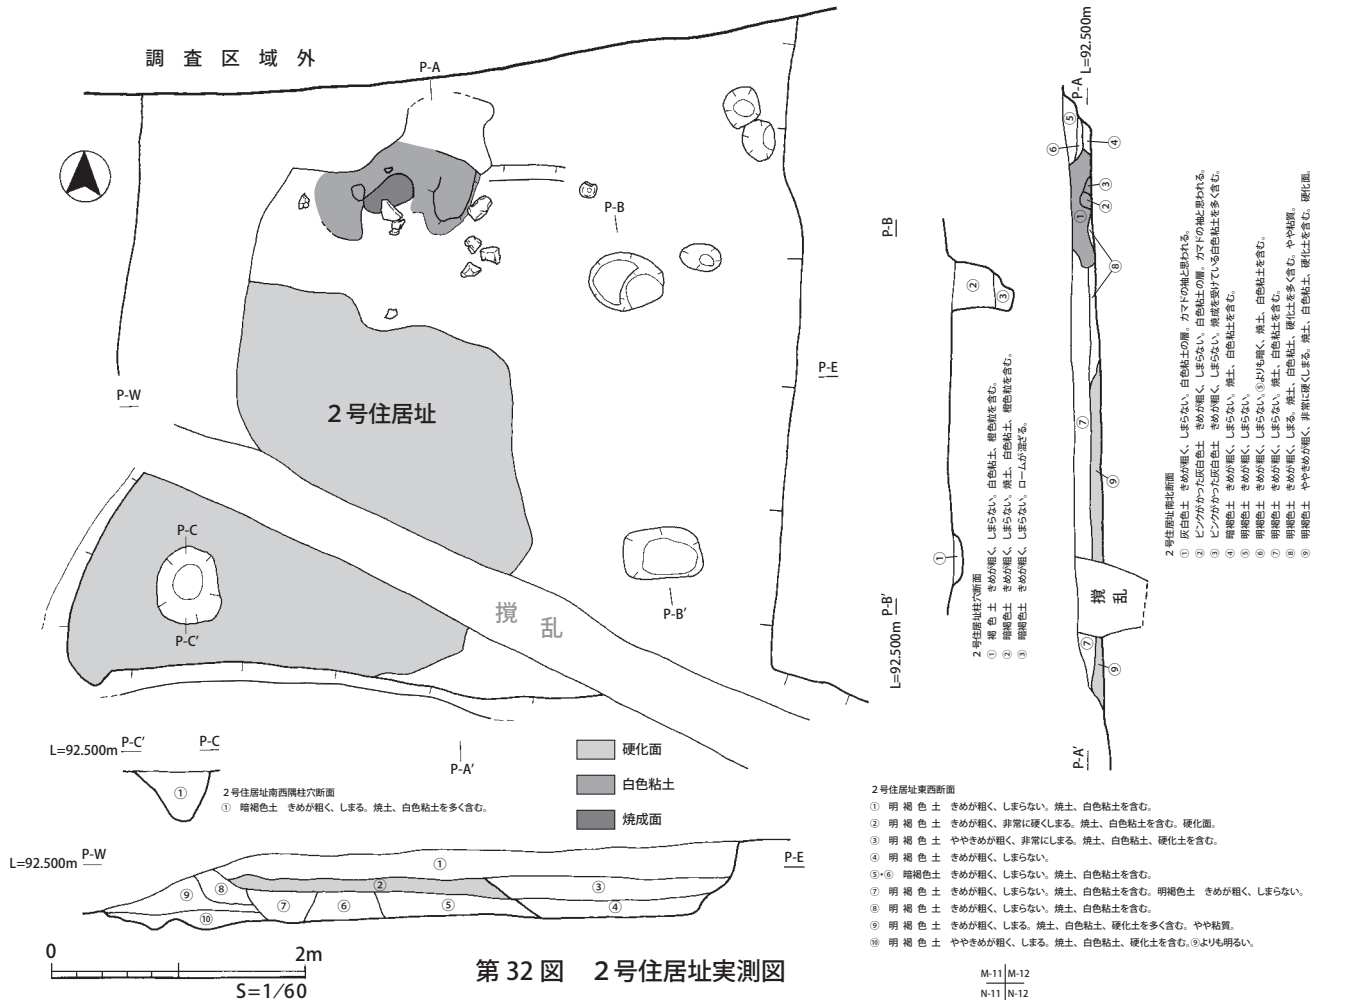 調 査 区 域 外
P-A
P-B
P-E
P-W
2号住居址
P-C
P-C'
撹 乱
P-B'
P-A'
硬化面
白色粘土
焼成面
L=92.500m P-C' P-C
①
2号住居址南西隅柱穴断面
① 暗褐色土 きめが粗く、しまる。焼土、白色粘土を多く含む。
L=92.500m P-W
P-E
①
②
③
④
⑤
⑥
⑦
⑧
⑨
⑩
0 2m
S=1/60
第 32 図 2号住居址実測図
P-B
②
③
①
L=92.500m P-B'
2号住居址柱穴断面
① 褐 色 土 きめが粗く、しまらない。白色粘土、橙色粒を含む。
② 暗褐色土 きめが粗く、しまらない。焼土、白色粘土、橙色粒を含む。
③ 暗褐色土 きめが粗く、しまらない。ロームが混ざる。
P-A L=92.500m
⑤
④
⑥
③
②
①
⑧
⑦
⑨
撹 乱
⑦
⑨
P-A'
2号住居址南北断面
① 灰白色土 きめが粗く、しまらない。白色粘土の層。カマドの袖と思われる。
② ピンクがかった灰白色土 きめが粗く、しまらない。白色粘土の層。カマドの袖と思われる。
③ ピンクがかった灰白色土 きめが粗く、しまらない。焼成を受けている白色粘土を多く含む。
④ 暗褐色土 きめが粗く、しまらない。焼土、白色粘土を含む。
⑤ 明褐色土 きめが粗く、しまらない。
⑥ 明褐色土 きめが粗く、しまらない。⑤よりも暗く、焼土、白色粘土を含む。
⑦ 明褐色土 きめが粗く、しまらない。焼土、白色粘土を含む。
⑧ 明褐色土 きめが粗く、しまる。焼土、白色粘土、硬化土を多く含む。やや粘質。
⑨ 明褐色土 ややきめが粗く、非常に硬くしまる。焼土、白色粘土、硬化土を含む。硬化面。
2号住居址東西断面
① 明 褐 色 土 きめが粗く、しまらない。焼土、白色粘土を含む。
② 明 褐 色 土 きめが粗く、非常に硬くしまる。焼土、白色粘土を含む。硬化面。
③ 明 褐 色 土 ややきめが粗く、非常にしまる。焼土、白色粘土、硬化土を含む。
④ 明 褐 色 土 きめが粗く、しまらない。
⑤・⑥ 暗褐色土 きめが粗く、しまらない。焼土、白色粘土を含む。
⑦ 明 褐 色 土 きめが粗く、しまらない。焼土、白色粘土を含む。明褐色土 きめが粗く、しまらない。
⑧ 明 褐 色 土 きめが粗く、しまらない。焼土、白色粘土を含む。
⑨ 明 褐 色 土 きめが粗く、しまる。焼土、白色粘土、硬化土を多く含む。やや粘質。
⑩ 明 褐 色 土 ややきめが粗く、しまる。焼土、白色粘土、硬化土を含む。⑨よりも明るい。
M-11 M-12
N-11 N-12